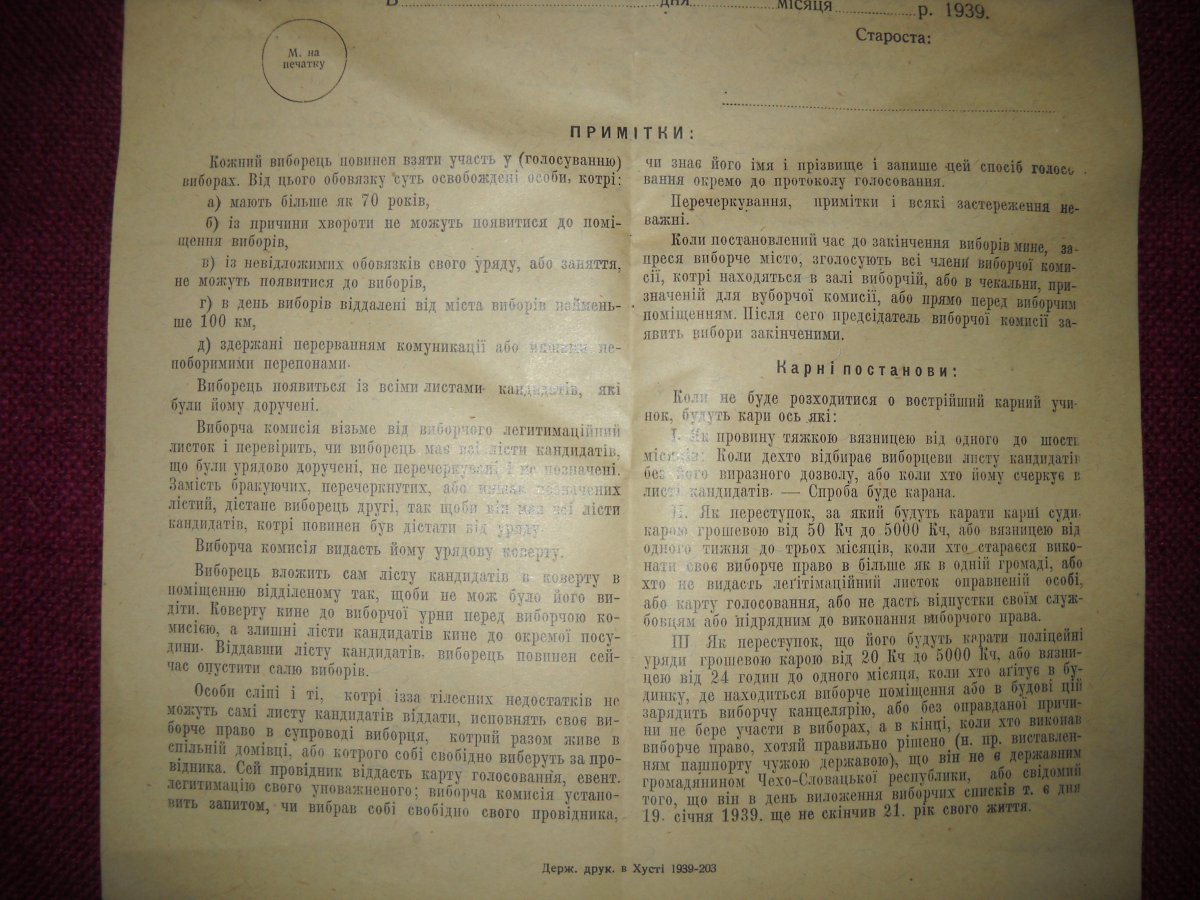 В дня місяця р. 1939.
Староста:
М. на
печатку
ПРИМІТКИ:
Кожний виборець повинен взяти участь у (голосуванню)
виборах. Від цього обовязку суть освобождені особи, котрі:
а) мають більше як 70 років,
б) із причини хвороти не можуть появитися до помі-
щення виборів,
в) із невідложимих обовязків свого уряду, або заняття,
не можуть появитися до виборів,
г) в день виборів віддалені від міста виборів наймень-
ше 100 км,
д) здержані перерванням комуникації або не-
поборимими перепонами.
Виборець появиться із всіми листами кандидатів, які
були йому доручені.
Виборча комісія візьме від виборчого легитимаційний
листок і перевірить, чи виборець має всі лісти кандидатів,
що були урядово доручені, не перечеркувані і не позначені.
Замість бракуючих, перечеркнутих, або позначених
лістий, дістане виборець другі, так щоби він мав всі лісти
кандидатів, котрі повинен був дістати від уряду.
Виборча комісія видасть йому урядову коверту.
Виборець вложить сам лісту кандидатів в коверту в
поміщенню відділеному так, щоби не мож було його ви-
діти. Коверту кине до виборчої урни перед виборчою ко-
місією, а злишні лісти кандидатів кине до окремої посу-
дини. Віддавши лісту кандидатів. виборець повинен сей-
час опустити салю виборів.
Особи сліпі і ті, котрі ізза тілесних недостатків не
можуть самі листу кандидатів віддати, исповнять своє ви-
борче право в супроводі виборця, котрий разом живе в
спільній домівці, або котрого собі свобідно виберуть за про-
відника. Сей провідник віддасть карту голосовання, евент.
легитимацію свого уповажненого; виборча комісія устано-
вить запитом, чи вибрав собі свобідно свого провідника,
чи знає його імя і прізвище і запише цей спосіб голосо-
вання окремо до протоколу голосовання.
Перечеркування, примітки і всякі застереження не-
важні.
Коли постановлений час до закінчення виборів мине, за-
преся виборче місто, зголосують всі члени виборчої комі-
сії, котрі находяться в залі виборчій, або в чекальни, при-
значеній для вуборчої комісії, або прямо перед виборчим
поміщенням. Після сего предсідатель виборчої комісії за-
явить вибори закінченими.
Карні постанови:
Коли не буде розходитися о вострійший карний учи-
нок, будуть кари ось які:
I. Як провину тяжкою вязницею від одного до шости
місяців: Коли дехто відбирає виборцеви листу кандидатів
без його виразного дозволу, або коли хто йому счеркує в
листі кандидатів. — Спроба буде карана.
II. Як переступок, за який будуть карати карні суди
карою грошевою від 50 Кч до 5000 Кч, або вязницею від
одного тижня до трьох місяців, коли хто стараєся вико-
нати своє виборче право в більше як в одній громаді, або
хто не видасть леґітімаційний листок оправненій особі,
або карту голосовання, або не дасть відпустки своїм служ-
бовцям або підрядним до виконання виборчого права.
III Як переступок, що його будуть карати поліцейні
уряди грошевою карою від 20 Кч до 5000 Кч, або вязни-
цею від 24 годин до одного місяця, коли хто аґітує в бу-
динку, де находиться виборче поміщення або в будові цій
зарядить виборчу канцелярію, або без оправданої причи-
ни не бере участи в виборах, а в кінці, коли хто виконав
виборче право, хотяй правильно рішено (н. пр. виставлен-
ням пашпорту чужою державою), що він не є державним
громадянином Чехо-Словацької республики, або свідомий
того, що він в день виложення виборчих списків т. є дня
19. січня 1939. ще не скінчив 21. рік свого життя.
Держ. друк. в Хусті 1939-203